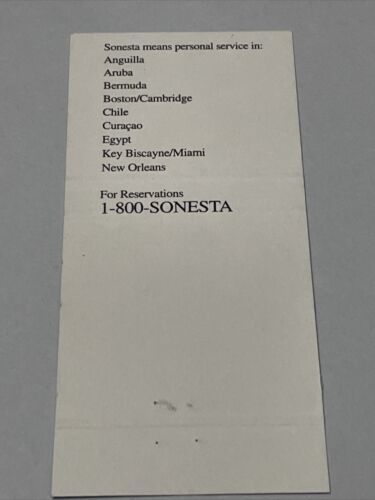 Sonesta means personal service in:
Anguilla
Aruba
Bermuda
Boston/Cambridge
Chile
Curaçao
Egypt
Key Biscayne/Miami
New Orleans
For Reservations
1-800-SONESTA